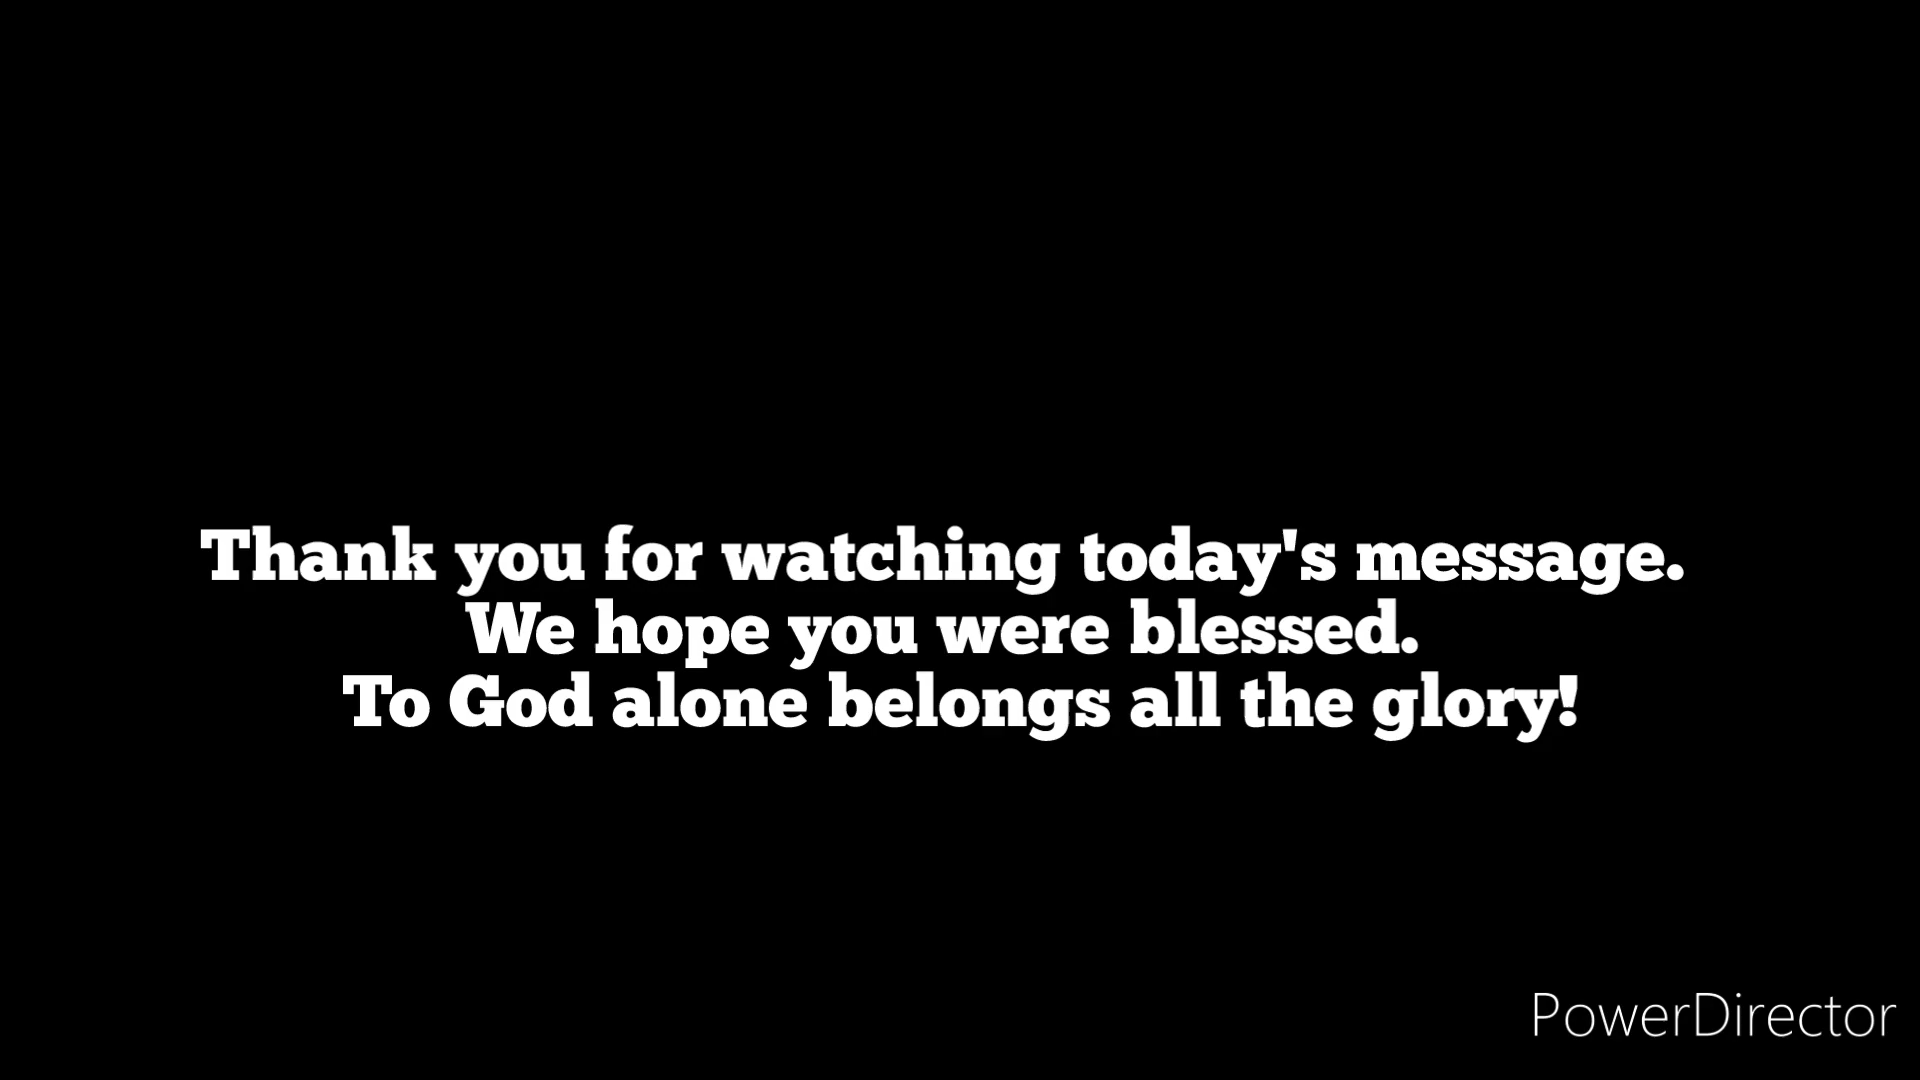 Thank you for watching today's message.
We hope you were blessed.
To God alone belongs all the glory!
PowerDirector